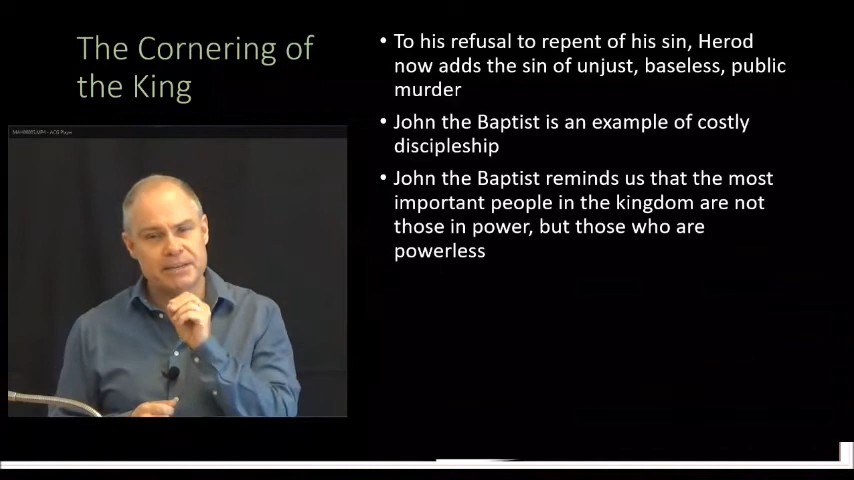 The Cornering of
the King
• To his refusal to repent of his sin, Herod
now adds the sin of unjust, baseless, public
murder
• John the Baptist is an example of costly
discipleship
• John the Baptist reminds us that the most
important people in the kingdom are not
those in power, but those who are
powerless